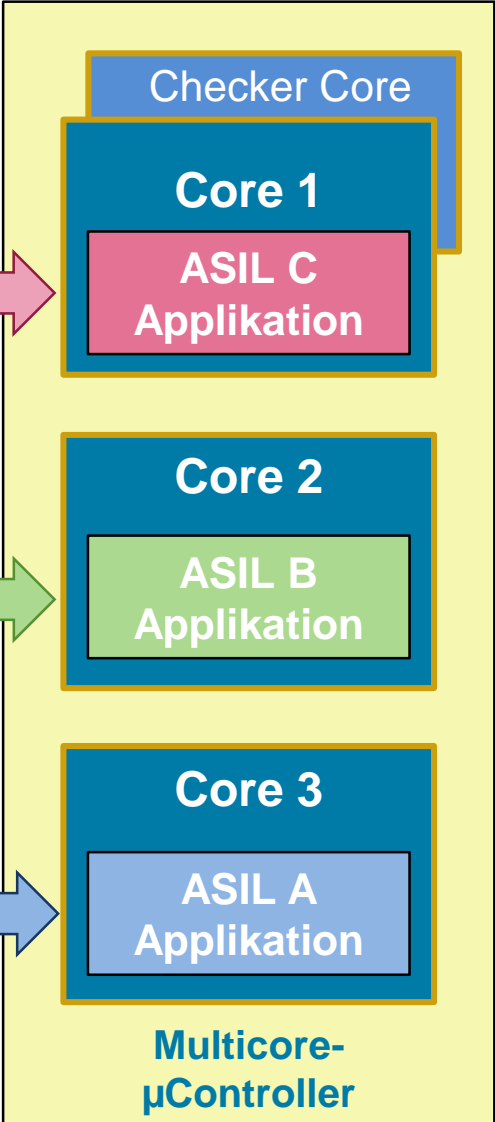 Checker Core
Core 1
ASIL C
Applikation
Core 2
ASIL B
Applikation
Core 3
ASIL A
Applikation
Multicore-
µController